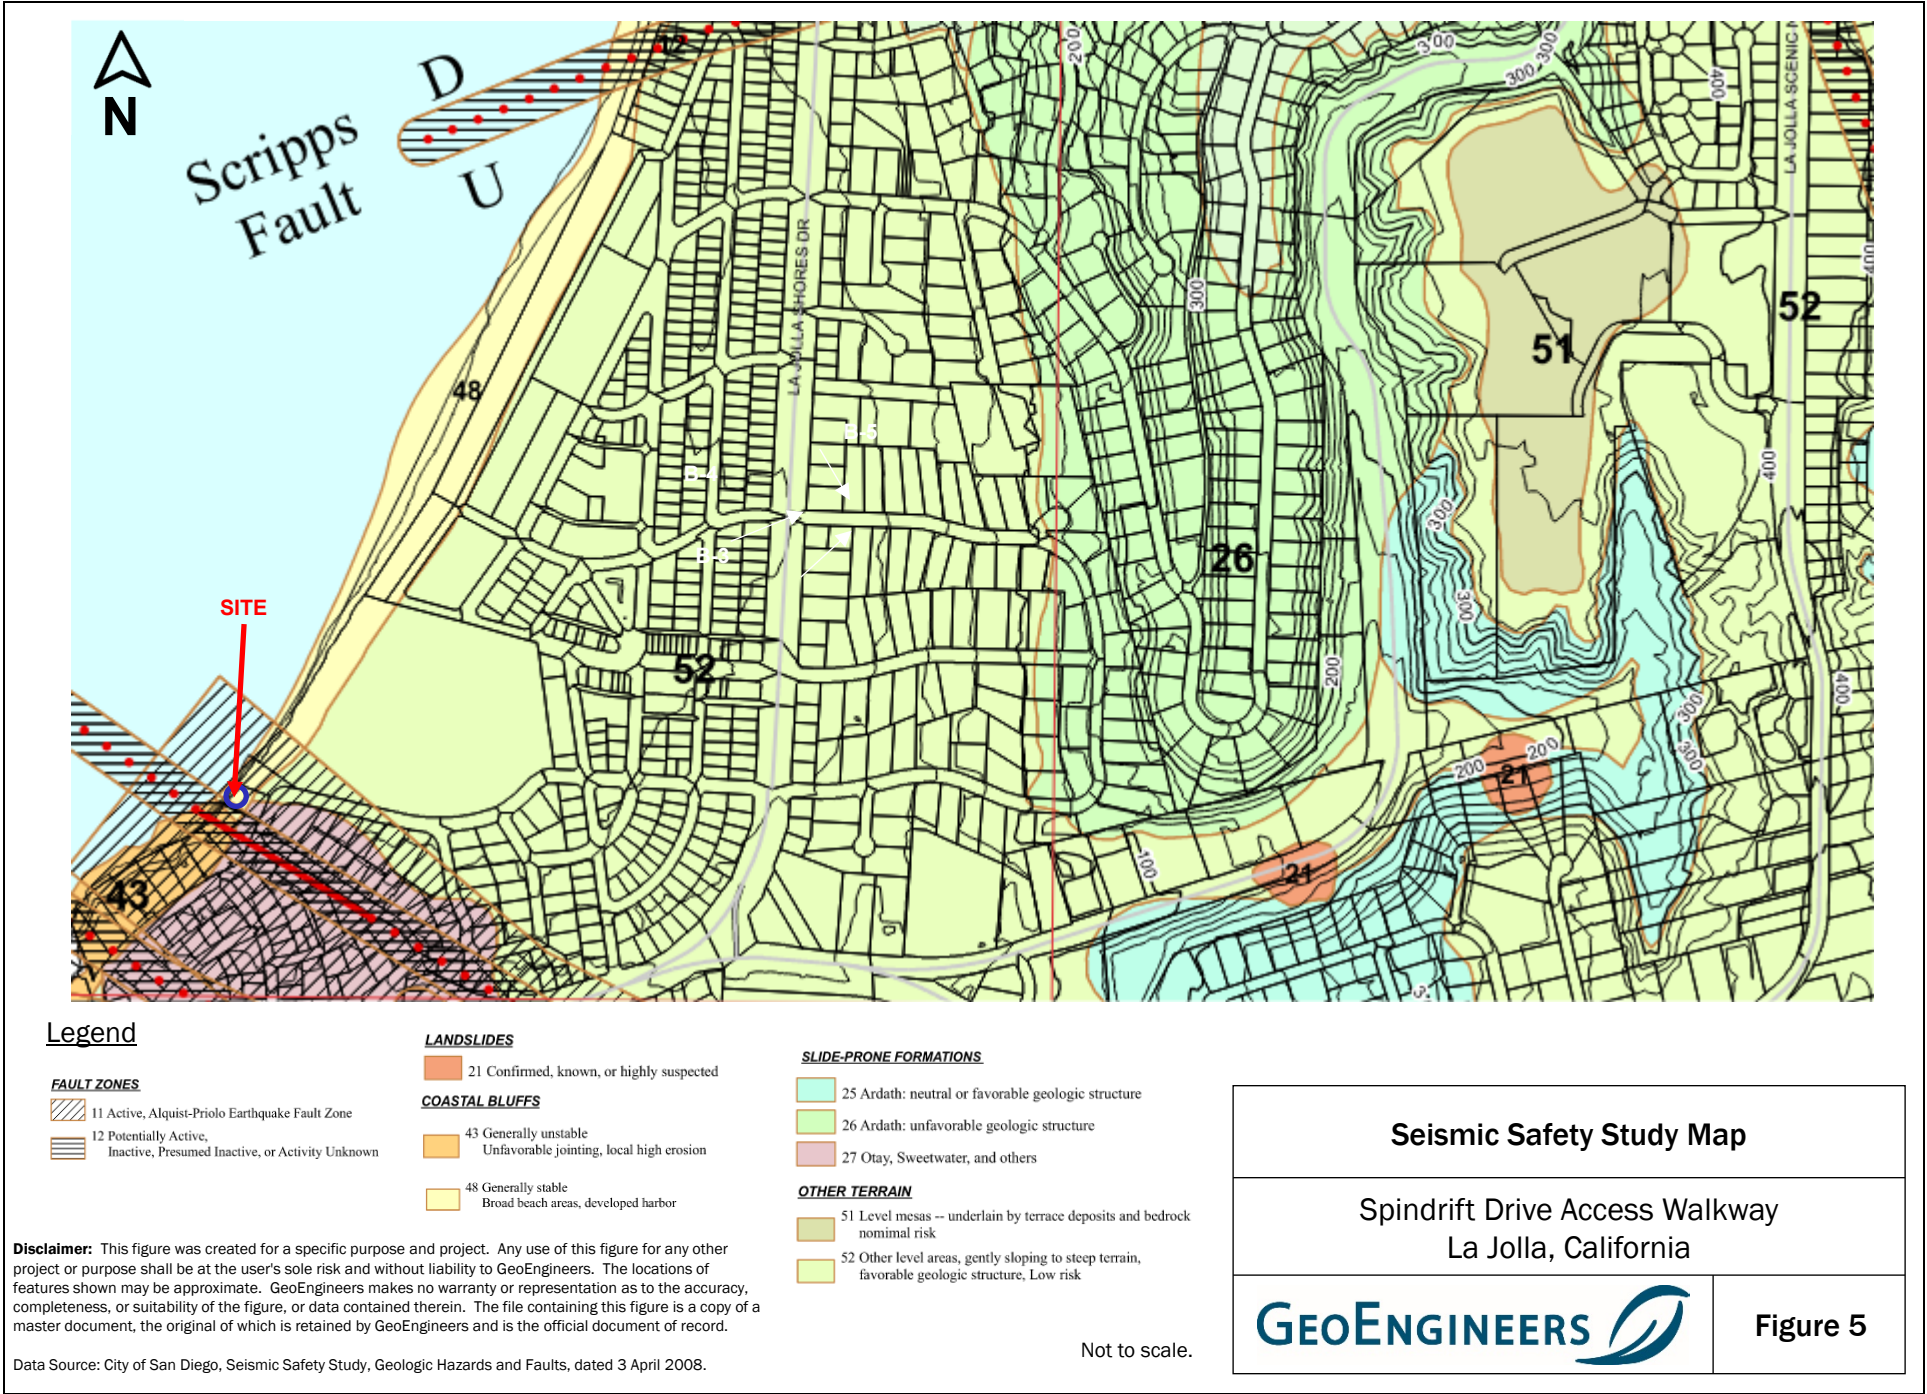 N
D
U
Scripps
Fault
12
200
300
300
300
400
LA JOLLA SCENIC
LA JOLLA SHORES DR
300
400
52
51
48
B-5
B-4
B-3
26
400
300
300
SITE
52
200
400
300
300
200
200
21
21
100
43
Legend
FAULT ZONES
11 Active, Alquist-Priolo Earthquake Fault Zone
12 Potentially Active,
Inactive, Presumed Inactive, or Activity Unknown
LANDSLIDES
21 Confirmed, known, or highly suspected
COASTAL BLUFFS
43 Generally unstable
Unfavorable jointing, local high erosion
48 Generally stable
Broad beach areas, developed harbor
SLIDE-PRONE FORMATIONS
25 Ardath: neutral or favorable geologic structure
26 Ardath: unfavorable geologic structure
27 Otay, Sweetwater, and others
OTHER TERRAIN
51 Level mesas -- underlain by terrace deposits and bedrock
nomimal risk
52 Other level areas, gently sloping to steep terrain,
favorable geologic structure, Low risk
Disclaimer: This figure was created for a specific purpose and project. Any use of this figure for any other
project or purpose shall be at the user's sole risk and without liability to GeoEngineers. The locations of
features shown may be approximate. GeoEngineers makes no warranty or representation as to the accuracy,
completeness, or suitability of the figure, or data contained therein. The file containing this figure is a copy of a
master document, the original of which is retained by GeoEngineers and is the official document of record.
Data Source: City of San Diego, Seismic Safety Study, Geologic Hazards and Faults, dated 3 April 2008.
Not to scale.
Seismic Safety Study Map
Spindrift Drive Access Walkway
La Jolla, California
GEOENGINEERS
Figure 5